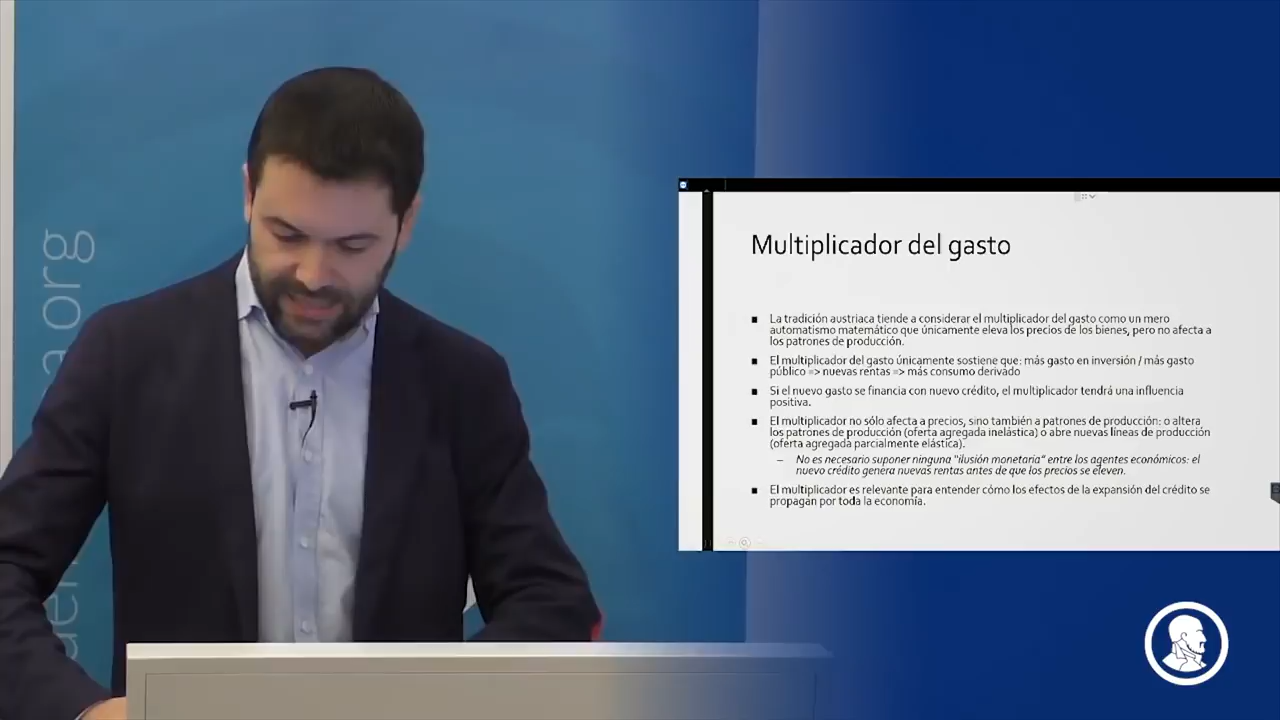 a.org
den
Multiplicador del gasto
La tradición austriaca tiende a considerar el multiplicador del gasto como un mero
automatismo matemático que únicamente eleva los precios de los bienes, pero no afecta a
los patrones de producción.
El multiplicador del gasto únicamente sostiene que: más gasto en inversión / más gasto
público => nuevas rentas => más consumo derivado
Si el nuevo gasto se financia con nuevo crédito, el multiplicador tendrá una influencia
positiva.
El multiplicador no sólo afecta a precios, sino también a patrones de producción: o altera
los patrones de producción (oferta agregada inelástica) o abre nuevas líneas de producción
(oferta agregada parcialmente elástica).
– No es necesario suponer ninguna "ilusión monetaria" entre los agentes económicos: el
nuevo crédito genera nuevas rentas antes de que los precios se eleven.
El multiplicador es relevante para entender cómo los efectos de la expansión del crédito se
propagan por toda la economía.